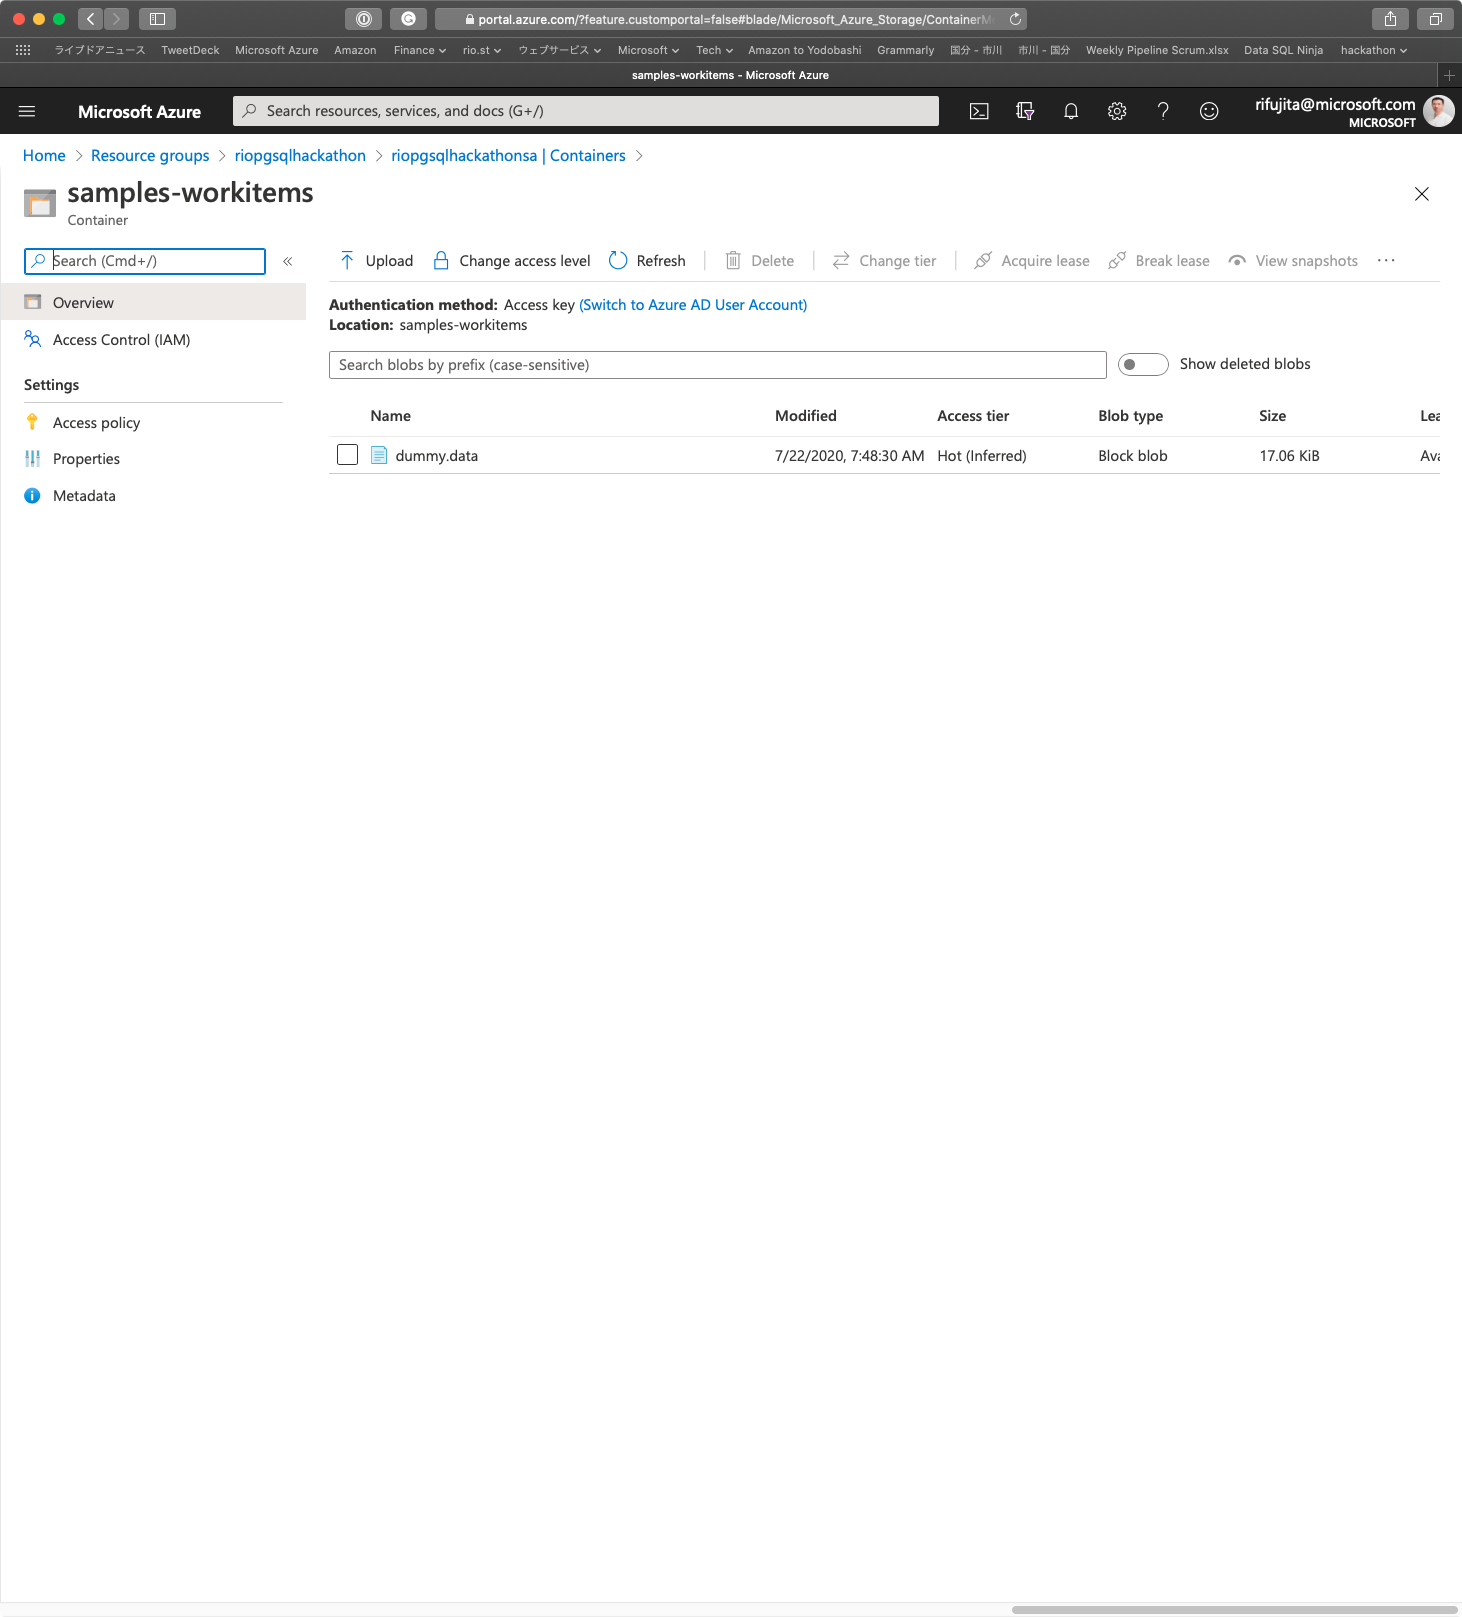 portal.azure.com/?feature.customportal=false#blade/Microsoft_Azure_Storage/ContainerM
ライブドアニュース TweetDeck Microsoft Azure Amazon Finance rio.st ウェブサービス Microsoft Tech Amazon to Yodobashi Grammarly 国分 – 市川 市川 – 国分 Weekly Pipeline Scrum.xlsx Data SQL Ninja hackathon
samples-workitems - Microsoft Azure
Microsoft Azure Search resources, services, and docs (G+/) rifujita@microsoft.com
MICROSOFT
Home > Resource groups > riopgsqlhackathon > riopgsqlhackathonsa | Containers >
samples-workitems
Container
Search (Cmd+/) « Upload Change access level Refresh Delete Change tier Acquire lease Break lease View snapshots ...
Overview
Access Control (IAM)
Settings
Access policy
Properties
Metadata
Authentication method: Access key (Switch to Azure AD User Account)
Location: samples-workitems
Search blobs by prefix (case-sensitive) Show deleted blobs
Name Modified Access tier Blob type Size Lea
dummy.data 7/22/2020, 7:48:30 AM Hot (Inferred) Block blob 17.06 KiB Ava